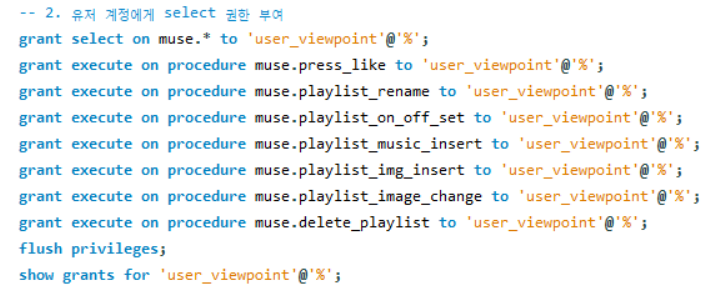 -- 2. 유저 계정에게 select 권한 부여
grant select on muse.* to 'user_viewpoint'@'%';
grant execute on procedure muse.press_like to 'user_viewpoint'@'%';
grant execute on procedure muse.playlist_rename to 'user_viewpoint'@'%';
grant execute on procedure muse.playlist_on_off_set to 'user_viewpoint'@'%';
grant execute on procedure muse.playlist_music_insert to 'user_viewpoint'@'%';
grant execute on procedure muse.playlist_img_insert to 'user_viewpoint'@'%';
grant execute on procedure muse.playlist_image_change to 'user_viewpoint'@'%';
grant execute on procedure muse.delete_playlist to 'user_viewpoint'@'%';
flush privileges;
show grants for 'user_viewpoint'@'%';